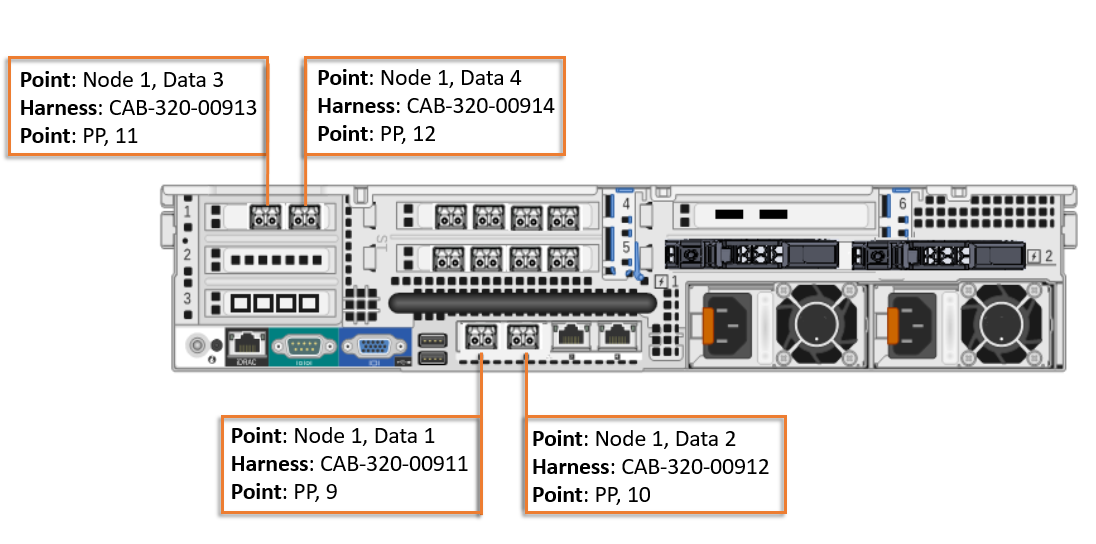 Point: Node 1, Data 3
Harness: CAB-320-00913
Point: PP, 11
Point: Node 1, Data 4
Harness: CAB-320-00914
Point: PP, 12
1
2
3
4
5
6
1
2
iDRAC
Point: Node 1, Data 1
Harness: CAB-320-00911
Point: PP, 9
Point: Node 1, Data 2
Harness: CAB-320-00912
Point: PP, 10